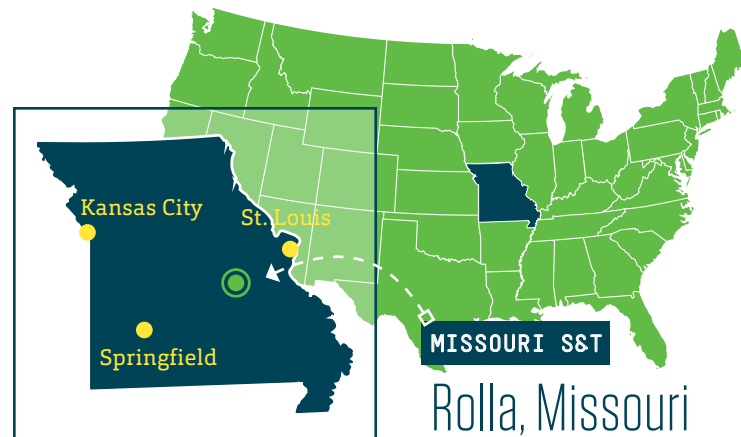 Kansas City
St. Louis
Springfield
MISSOURI S&T
Rolla, Missouri